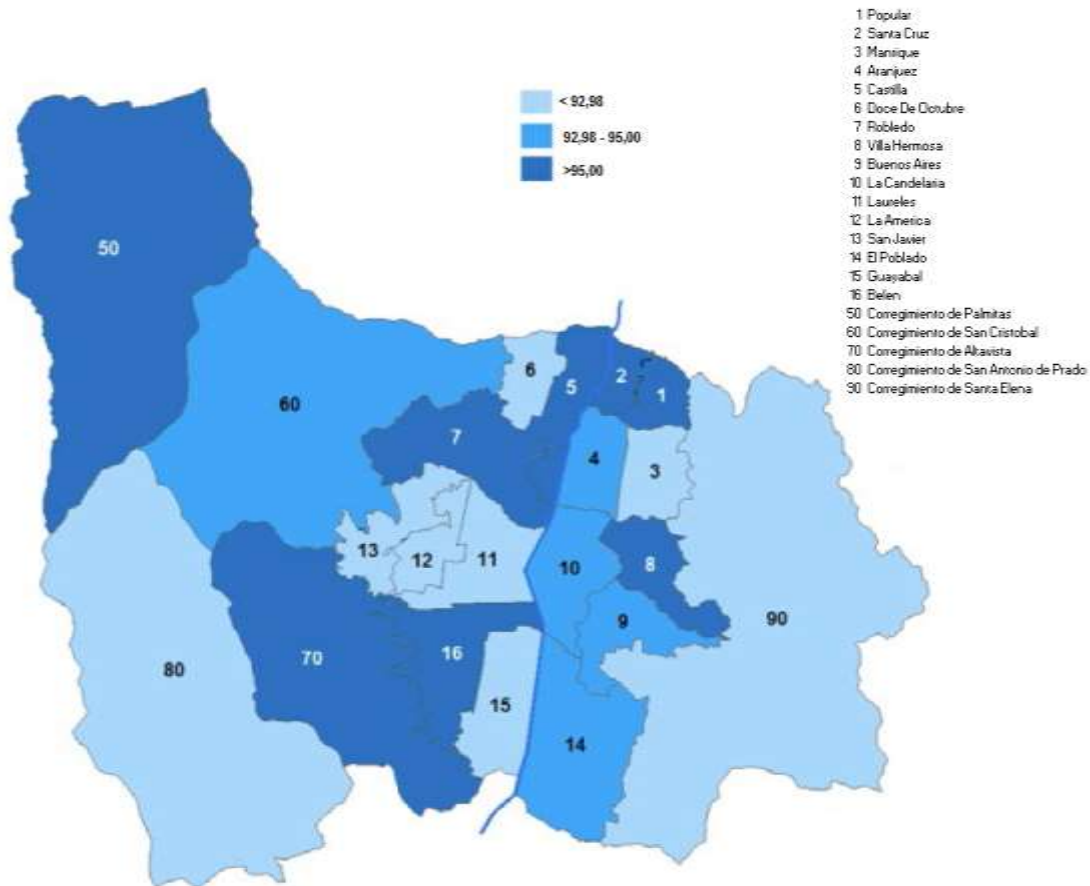 1 Popular
2 Santa Cruz
3 Manrique
4 Aranjuez
5 Castilla
6 Doce De Octubre
7 Robledo
8 Villa Hermosa
9 Buenos Aires
10 La Candelaria
11 Laureles
12 La America
13 San Javier
14 El Poblado
15 Guayabal
16 Belen
50 Corregimiento de Palmitas
60 Corregimiento de San Cristobal
70 Corregimiento de Altavista
80 Corregimiento de San Antonio de Prado
90 Corregimiento de Santa Elena
< 92,98
92,98 - 95,00
>95,00
50
60
6
5
2
1
7
4
3
13
12
11
10
8
9
90
80
70
16
15
14